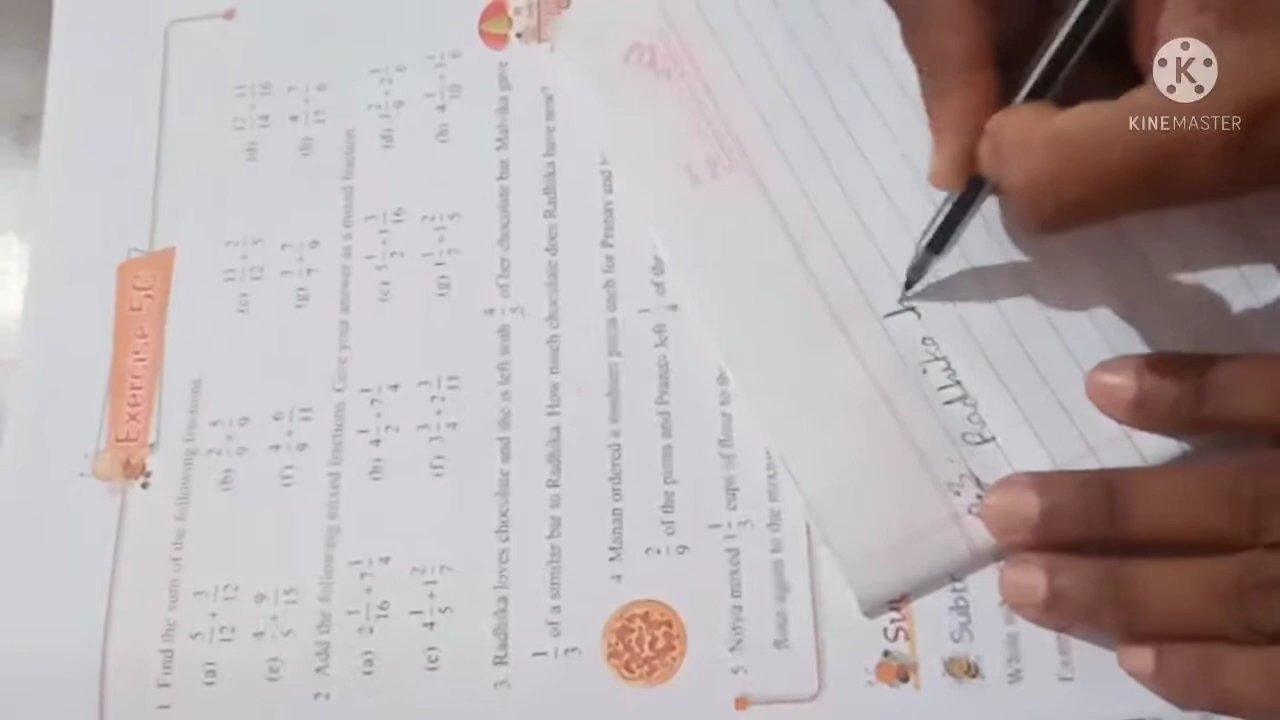 Exercise 5C
1 Find the sum of the following fractions.
(a) 5/12 + 3/12 (b) 2/9 + 5/9 (c) 11/12 + 2/3 (d) 12/14 + 11/16
(e) 4/5 + 9/15 (f) 4/9 + 6/11 (g) 3/7 + 7/9 (h)
2 Add the following mixed fractions. Give your answer as a mixed fraction.
(a) 1/16 + 7 1/4 (b) 4 1/2 + 7 1/4 (c) 5 1/2 + 1 3/16 (d) 1 2/9 + 2 1/6
(e) 4 1/5 + 1 2/7 (f) 3 3/4 + 2 3/11 (g) 1 1/7 + 1 2/5 (h) 4 1/10 + 3 1/6
3 Radhika loves chocolate and she is left with 4/5 of her chocolate bar. Malvika gave
1/3 of a similar bar to Radhika. How much chocolate does Radhika have now?
4 Manan ordered a medium pizza each for Pranav and
2/9 of the pizza and Pranav left 1/4 of the
5 Nitya mixed 1 1/3 cups of flour to
flour again to the
Su
Subtr
Radhika
KINEMASTER